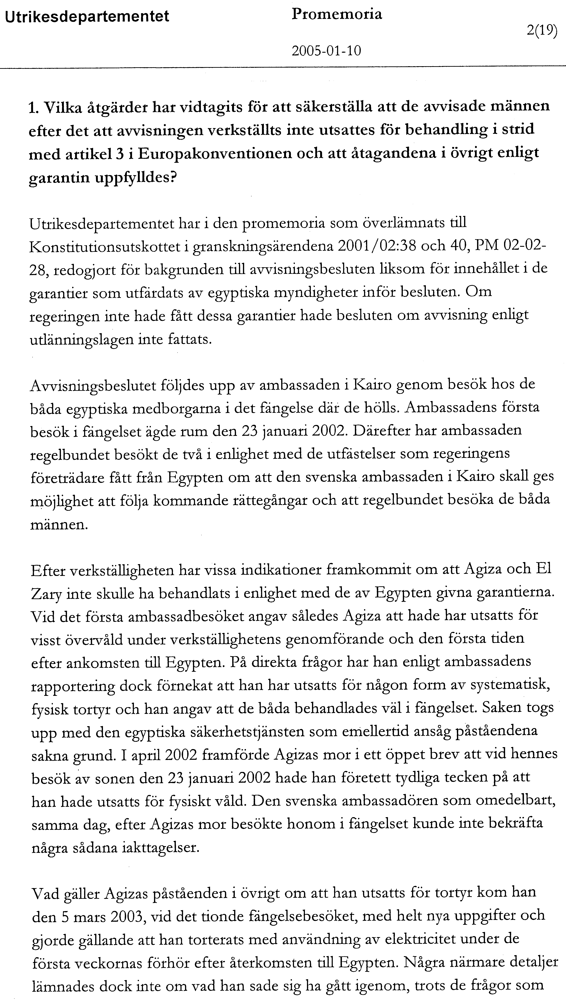 Utrikesdepartementet
Promemoria
2(19)
2005-01-10
1. Vilka åtgärder har vidtagits för att säkerställa att de avvisade männen
efter det att avvisningen verkställts inte utsattes för behandling i strid
med artikel 3 i Europakonventionen och att åtagandena i övrigt enligt
garantin uppfylldes?
Utrikesdepartementet har i den promemoria som överlämnats till
Konstitutionsutskottet i granskningsärendena 2001/02:38 och 40, PM 02-02-
28, redogjort för bakgrunden till avvisningsbesluten liksom för innehållet i de
garantier som utfärdats av egyptiska myndigheter inför besluten. Om
regeringen inte hade fått dessa garantier hade besluten om avvisning enligt
utlänningslagen inte fattats.
Avvisningsbeslutet följdes upp av ambassaden i Kairo genom besök hos de
båda egyptiska medborgarna i det fängelse där de hölls. Ambassadens första
besök i fängelset ägde rum den 23 januari 2002. Därefter har ambassaden
regelbundet besökt de två i enlighet med de utfästelser som regeringens
företrädare fått från Egypten om att den svenska ambassaden i Kairo skall ges
möjlighet att följa kommande rättegångar och att regelbundet besöka de båda
männen.
Efter verkställigheten har vissa indikationer framkommit om att Agiza och El
Zary inte skulle ha behandlats i enlighet med de av Egypten givna garantierna.
Vid det första ambassadbesöket angav således Agiza att hade har utsatts för
visst övervåld under verkställighetens genomförande och den första tiden
efter ankomsten till Egypten. På direkta frågor har han enligt ambassadens
rapportering dock förnekat att han har utsatts för någon form av systematisk,
fysisk tortyr och han angav att de båda behandlades väl i fängelset. Saken togs
upp med den egyptiska säkerhetstjänsten som emellertid ansåg påståendena
sakna grund. I april 2002 framförde Agizas mor i ett öppet brev att vid hennes
besök av sonen den 23 januari 2002 hade han företett tydliga tecken på att
han hade utsatts för fysiskt våld. Den svenska ambassadören som omedelbart,
samma dag, efter Agizas mor besökte honom i fängelset kunde inte bekräfta
några sådana iakttagelser.
Vad gäller Agizas påståenden i övrigt om att han utsatts för tortyr kom han
den 5 mars 2003, vid det tionde fängelsebesöket, med helt nya uppgifter och
gjorde gällande att han torterats med användning av elektricitet under de
första veckornas förhör efter återkomsten till Egypten. Några närmare detaljer
lämnades dock inte om vad han sade sig ha gått igenom, trots de frågor som